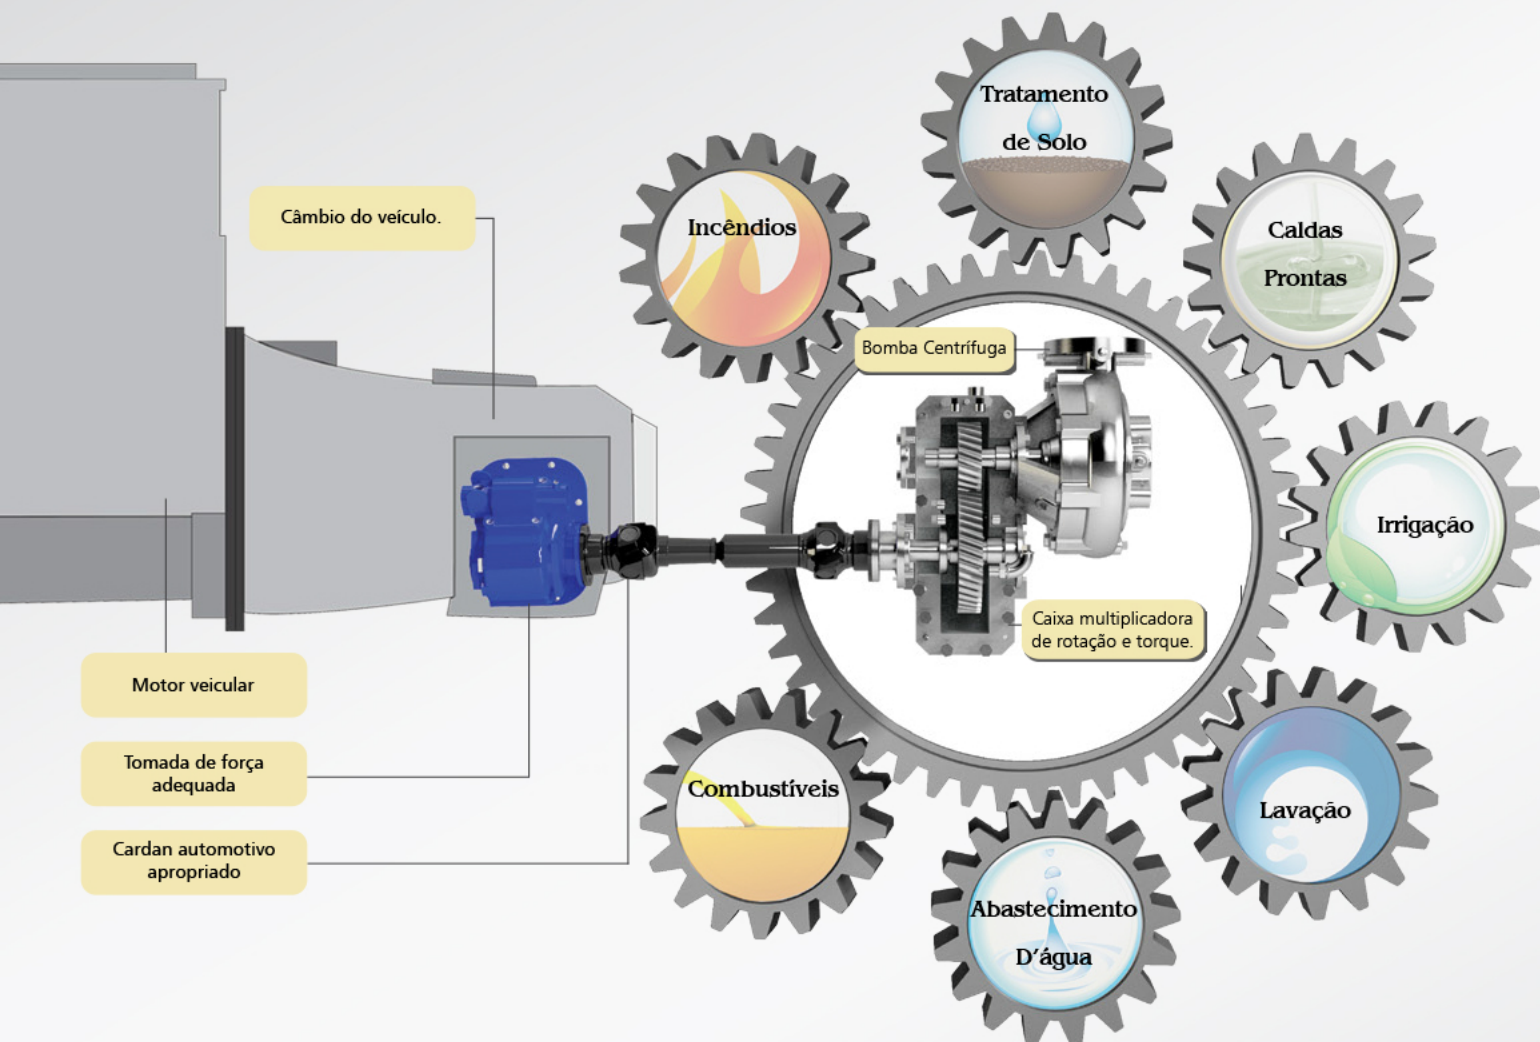 Câmbio do veículo.
Motor veicular
Tomada de força
adequada
Cardan automotivo
apropriado
Incêndios
Tratamento
de Solo
Caldas
Prontas
Irrigação
Lavação
Abastecimento
D'água
Combustíveis
Bomba Centrífuga
Caixa multiplicadora
de rotação e torque.